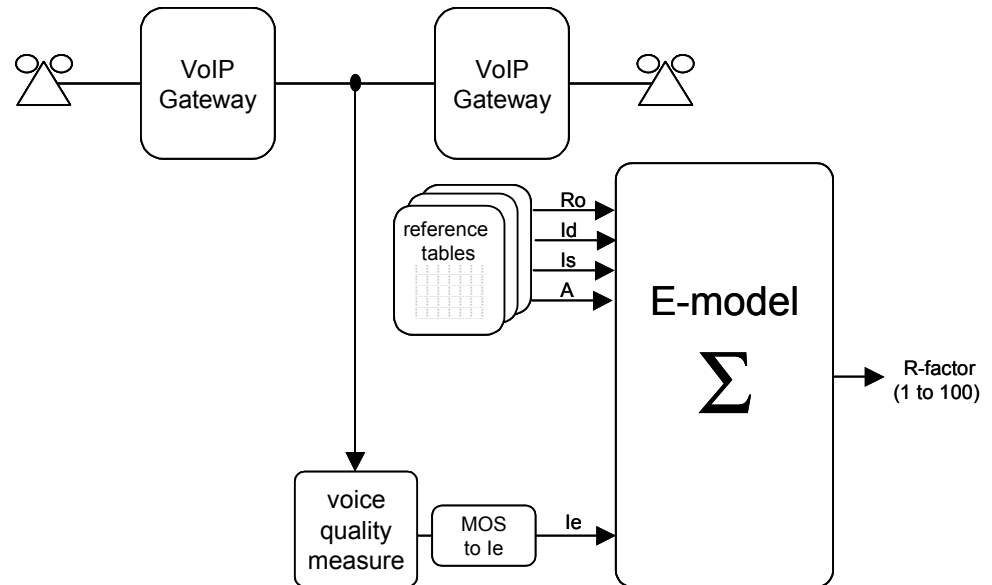 VoIP
Gateway
VoIP
Gateway
reference
tables
Ro
Id
Is
A
E-model
Σ
R-factor
(1 to 100)
voice
quality
measure
MOS
to Ie
Ie